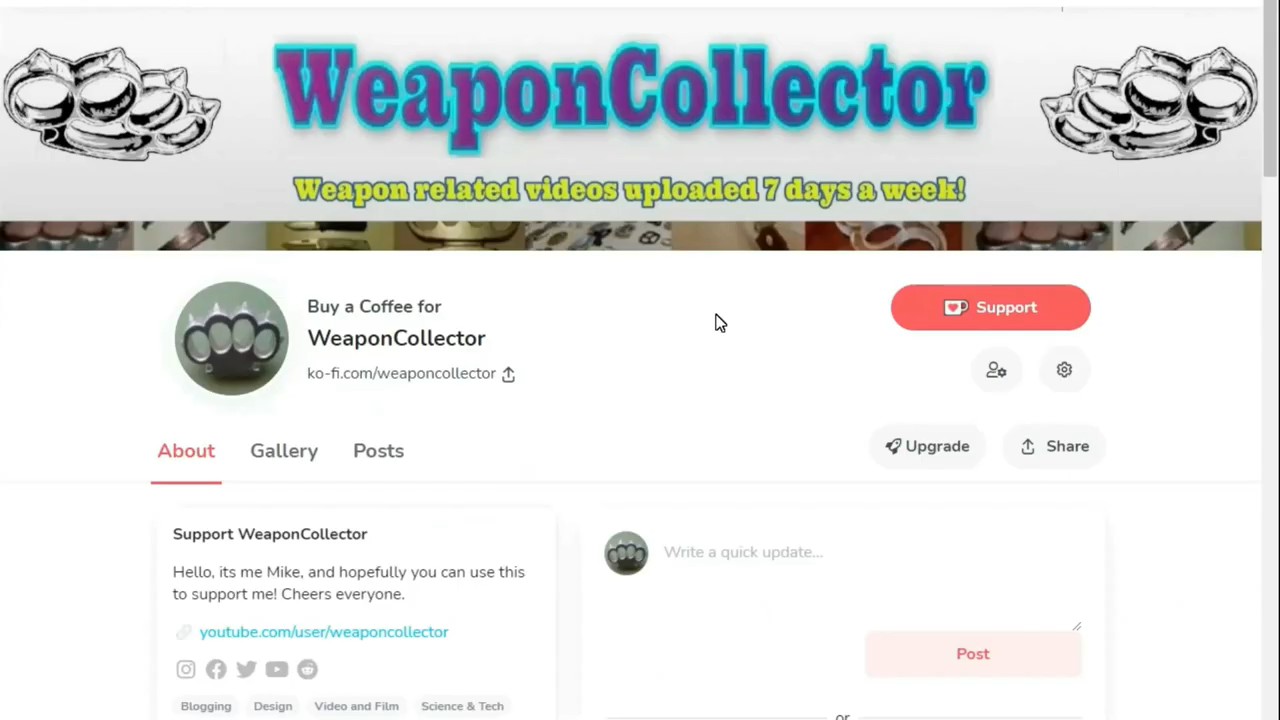 WeaponCollector
Weapon related videos uploaded 7 days a week!
Buy a Coffee for
WeaponCollector
ko-fi.com/weaponcollector
Support
About
Gallery
Posts
Upgrade
Share
Support WeaponCollector
Hello, its me Mike, and hopefully you can use this
to support me! Cheers everyone.
youtube.com/user/weaponcollector
Blogging
Design
Video and Film
Science & Tech
Write a quick update...
Post
or